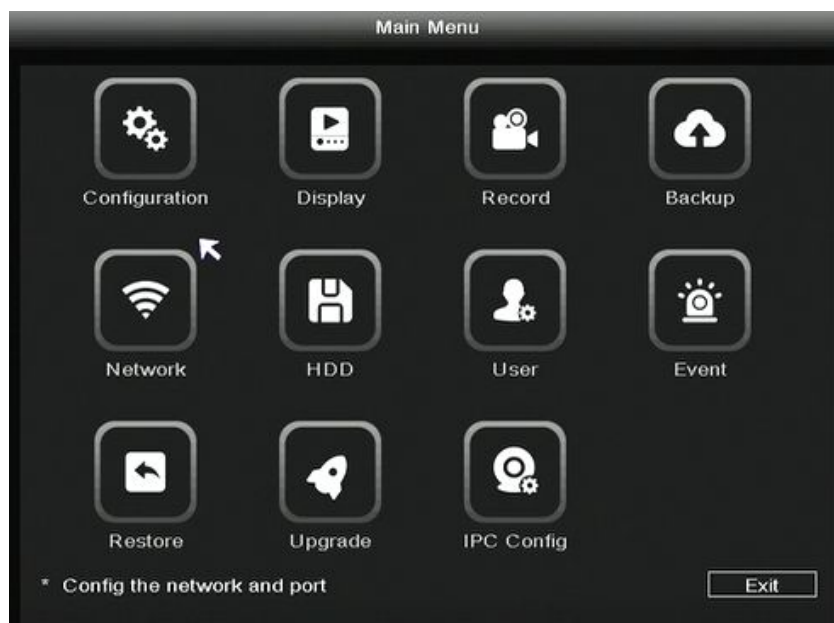 Main Menu
Configuration Display Record Backup
Network HDD User Event
Restore Upgrade IPC Config
* Config the network and port Exit